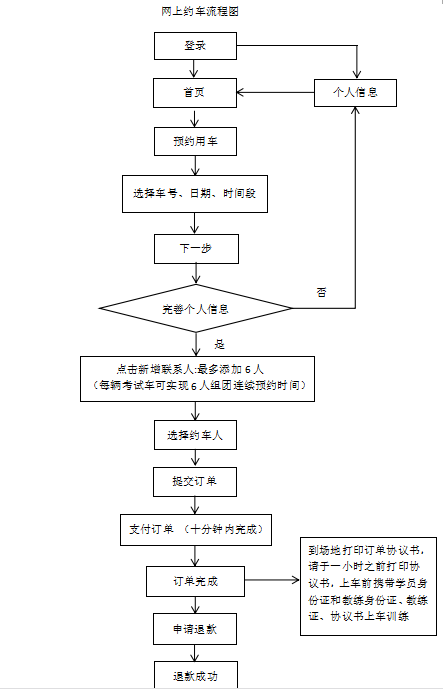 网上约车流程图
登录
首页
个人信息
预约用车
选择车号、日期、时间段
下一步
完善个人信息
否
是
点击新增联系人:最多添加6人
（每辆考试车可实现6人组团连续预约时间）
选择约车人
提交订单
支付订单（十分钟内完成）
订单完成
到场地打印订单协议书,
请于一小时之前打印协
议书,上车前携带学员身
份证和教练身份证、教练
证、协议书上车训练
申请退款
退款成功